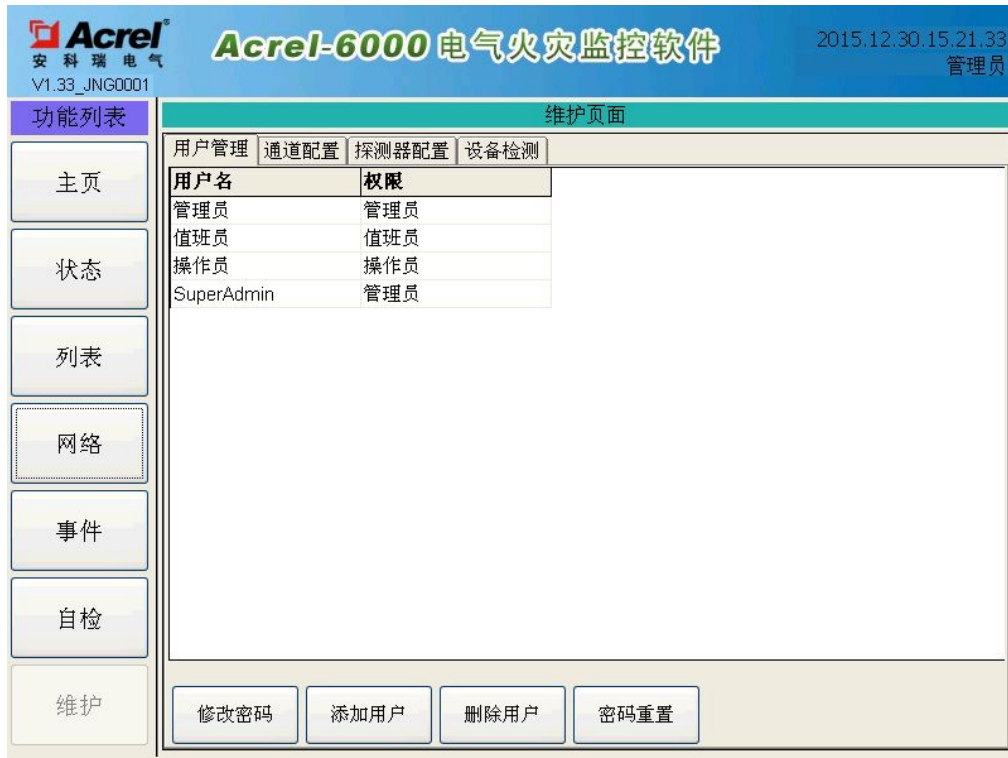 Acrel®
安科瑞电气
V1.33_JNG0001
Acrel-6000电气火灾监控软件
2015.12.30.15.21.33
管理员
功能列表
主页
状态
列表
网络
事件
自检
维护
维护页面
用户管理 通道配置 探测器配置 设备检测
用户名 权限
管理员 管理员
值班员 值班员
操作员 操作员
SuperAdmin 管理员
修改密码 添加用户 删除用户 密码重置